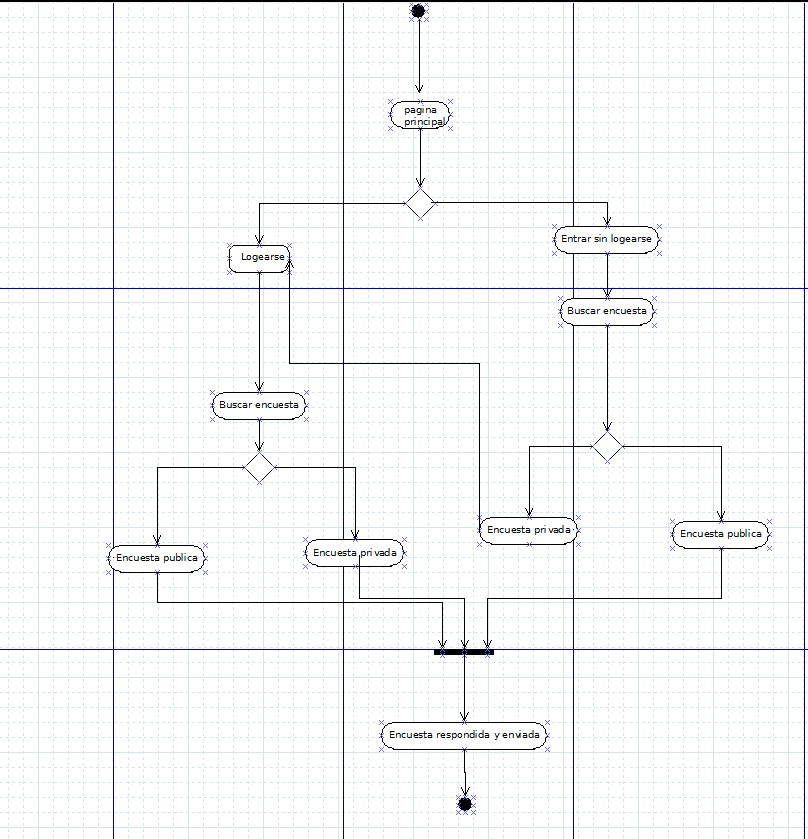 pagina
principal
Entrar sin logearse
Logearse
Buscar encuesta
Buscar encuesta
Encuesta privada
Encuesta publica
Encuesta publica
Encuesta privada
Encuesta respondida y enviada